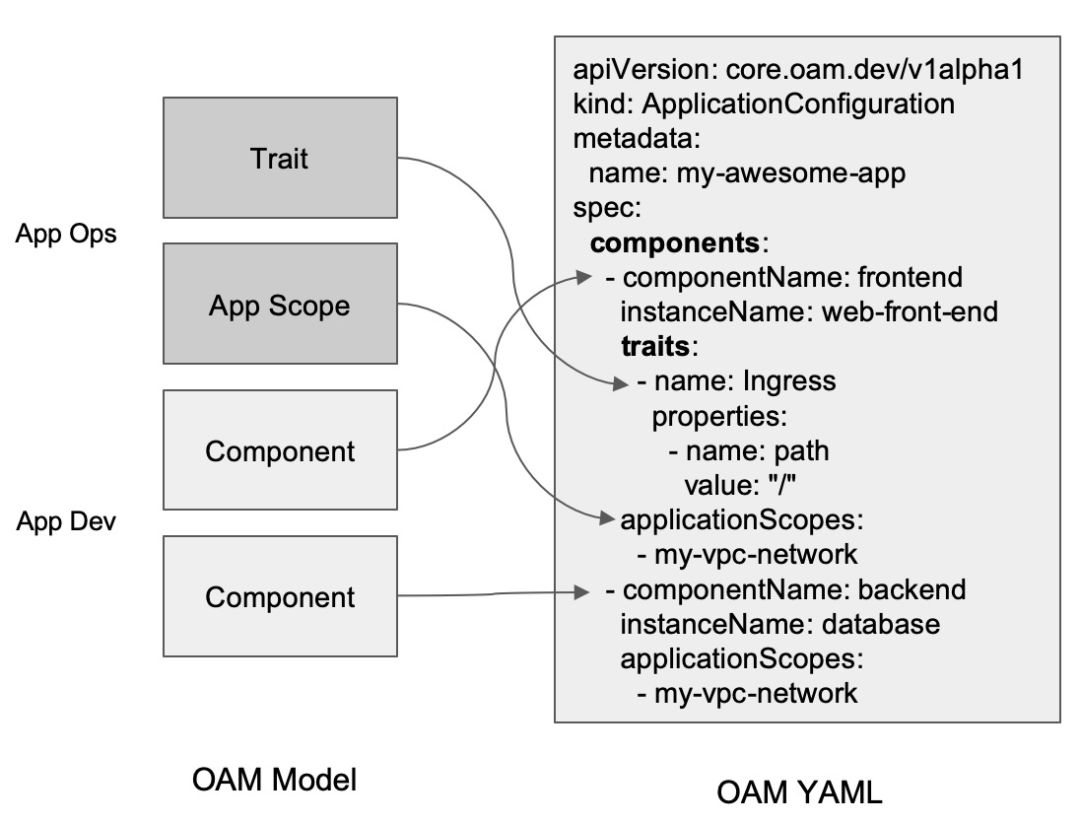 Trait
App Ops
App Scope
Component
App Dev
Component
OAM Model
apiVersion: core.oam.dev/v1alpha1
kind: ApplicationConfiguration
metadata:
name: my-awesome-app
spec:
components:
- componentName: frontend
instanceName: web-front-end
traits:
- name: Ingress
properties:
- name: path
value: "/"
applicationScopes:
- my-vpc-network
- componentName: backend
instanceName: database
applicationScopes:
- my-vpc-network
OAM YAML